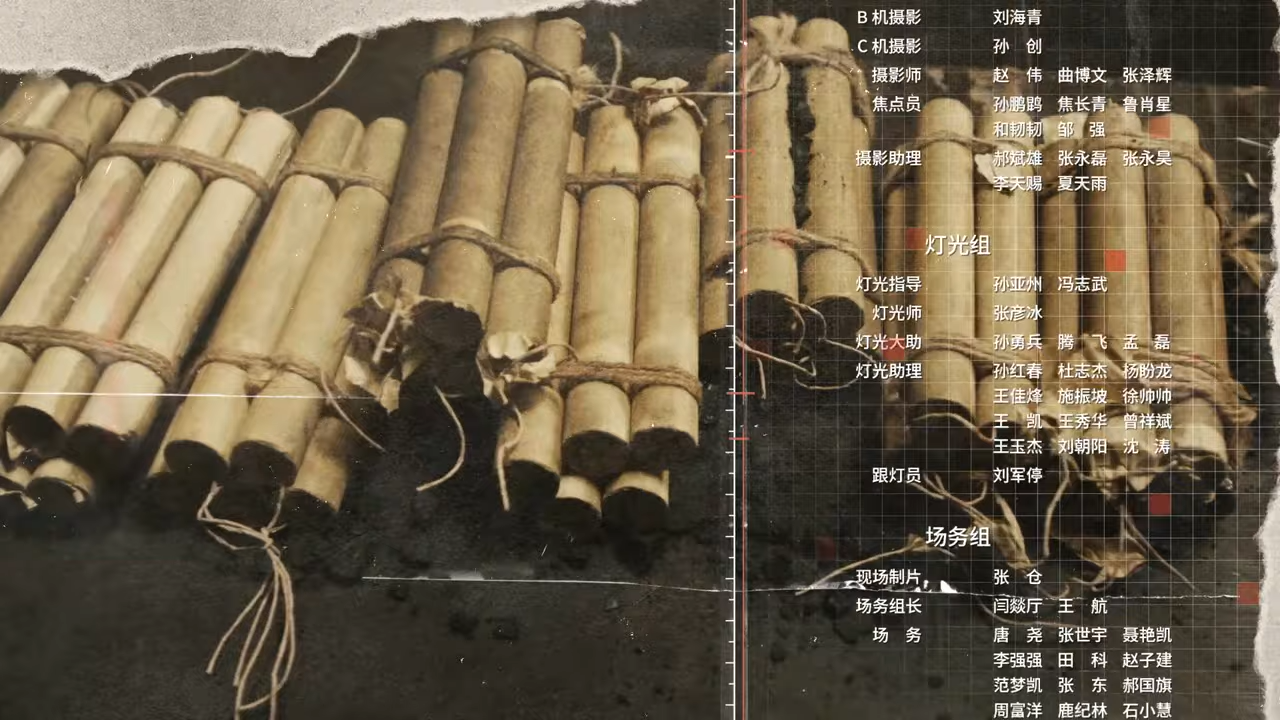 B 机摄影 刘海青
C 机摄影 孙 创
摄影师 赵 伟 曲博文 张泽辉
焦点员 孙鹏鹍 焦长青 鲁肖星
和韧韧 邹 强
摄影助理 郝斌雄 张永磊 张永昊
李天赐 夏天雨
灯光组
灯光指导 孙亚州 冯志武
灯光师 张彦冰
灯光大助 孙勇兵 腾 飞 孟 磊
灯光助理 孙红春 杜志杰 杨盼龙
王佳烽 施振坡 徐帅帅
王 凯 王秀华 曾祥斌
王玉杰 刘朝阳 沈 涛
跟灯员 刘军停
场务组
现场制片 张 仓
场务组长 闫燚厅 王 航
场 务 唐 尧 张世宇 聂艳凯
李强强 田 科 赵子建
范梦凯 张 东 郝国旗
周富洋 鹿纪林 石小慧